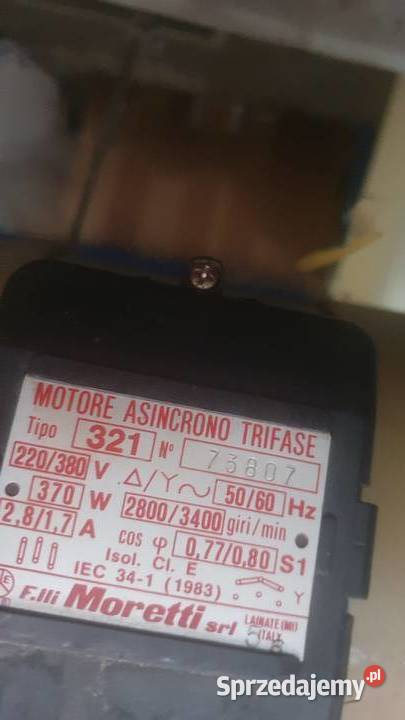 MOTORE ASINCRONO TRIFASE
Tipo 321 N° 73807
220/380 V Δ/Y ~ 50/60 Hz
370 W 2800/3400 giri/min
2,8/1,7 A cos φ 0,77/0,80 S1
Isol. Cl. E
IEC 34-1 (1983) Y
F.lli Moretti srl LAINATE (MI)
ITALY
Sprzedajemy.pl